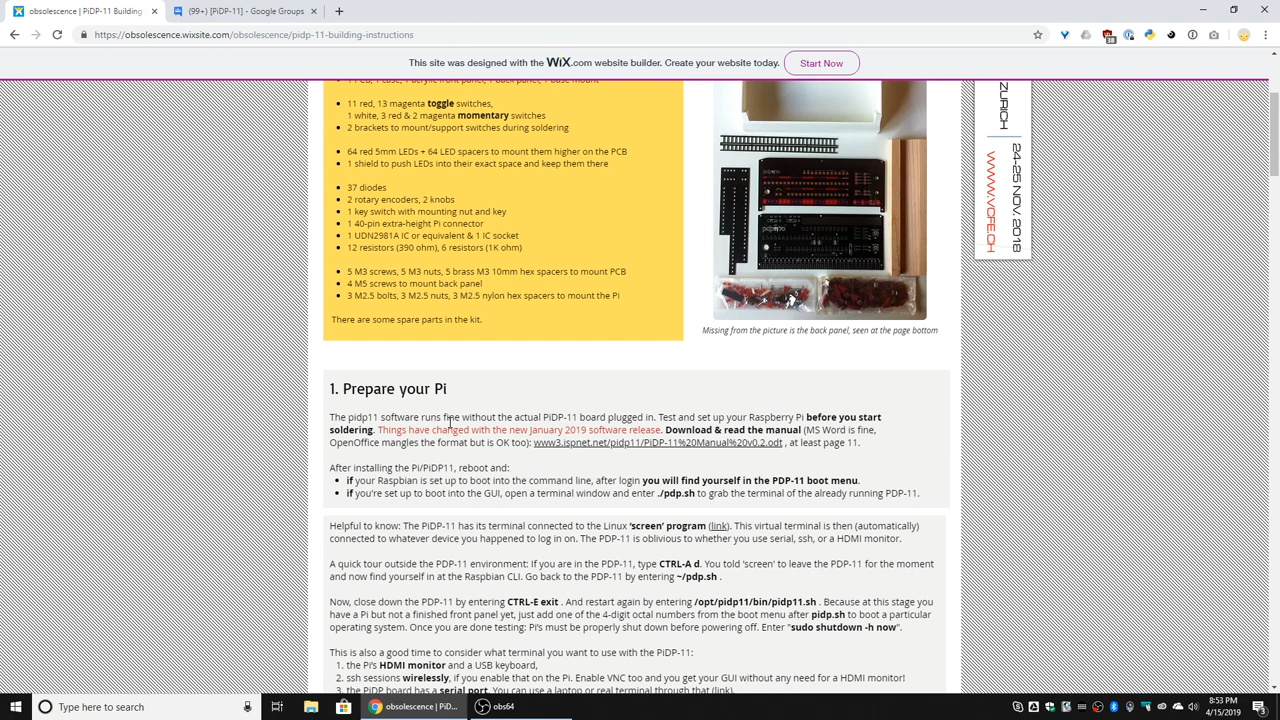 obsolescence | PiDP-11 Building
(99+) [PiDP-11] - Google Groups
https://obsolescence.wixsite.com/obsolescence/pidp-11-building-instructions
38
This site was designed with the WiX.com website builder. Create your website today.
Start Now
1 PCB, 1 case, 1 acrylic front panel, 1 back panel, 1 base mount
11 red, 13 magenta toggle switches,
1 white, 3 red & 2 magenta momentary switches
2 brackets to mount/support switches during soldering
64 red 5mm LEDs + 64 LED spacers to mount them higher on the PCB
1 shield to push LEDs into their exact space and keep them there
37 diodes
2 rotary encoders, 2 knobs
1 key switch with mounting nut and key
1 40-pin extra-height Pi connector
1 UDN2981A IC or equivalent & 1 IC socket
12 resistors (390 ohm), 6 resistors (1K ohm)
5 M3 screws, 5 M3 nuts, 5 brass M3 10mm hex spacers to mount PCB
4 M5 screws to mount back panel
3 M2.5 bolts, 3 M2.5 nuts, 3 M2.5 nylon hex spacers to mount the Pi
There are some spare parts in the kit.
Missing from the picture is the back panel, seen at the page bottom
ZURICH
24-25 NOV, 2018
WWW.VCFE.CH
1. Prepare your Pi
The pidp11 software runs fine without the actual PiDP-11 board plugged in. Test and set up your Raspberry Pi before you start
soldering. Things have changed with the new January 2019 software release. Download & read the manual (MS Word is fine,
OpenOffice mangles the format but is OK too): www3.ispnet.net/pidp11/PiDP-11%20Manual%20v0.2.odt , at least page 11.
After installing the Pi/PiDP11, reboot and:
if your Raspbian is set up to boot into the command line, after login you will find yourself in the PDP-11 boot menu.
if you're set up to boot into the GUI, open a terminal window and enter ./pdp.sh to grab the terminal of the already running PDP-11.
Helpful to know: The PiDP-11 has its terminal connected to the Linux 'screen' program (link). This virtual terminal is then (automatically)
connected to whatever device you happened to log in on. The PDP-11 is oblivious to whether you use serial, ssh, or a HDMI monitor.
A quick tour outside the PDP-11 environment: If you are in the PDP-11, type CTRL-A d. You told 'screen' to leave the PDP-11 for the moment
and now find yourself in at the Raspbian CLI. Go back to the PDP-11 by entering ~/pdp.sh .
Now, close down the PDP-11 by entering CTRL-E exit . And restart again by entering /opt/pidp11/bin/pidp11.sh . Because at this stage you
have a Pi but not a finished front panel yet, just add one of the 4-digit octal numbers from the boot menu after pidp.sh to boot a particular
operating system. Once you are done testing: Pi's must be properly shut down before powering off. Enter "sudo shutdown -h now".
This is also a good time to consider what terminal you want to use with the PiDP-11:
1. the Pi's HDMI monitor and a USB keyboard,
2. ssh sessions wirelessly, if you enable that on the Pi. Enable VNC too and you get your GUI without any need for a HDMI monitor!
3. the PiDP board has a serial port. You can use a laptop or real terminal through that (link).
Type here to search
obsolescence | PiD...
obs64
8:53 PM
4/15/2019